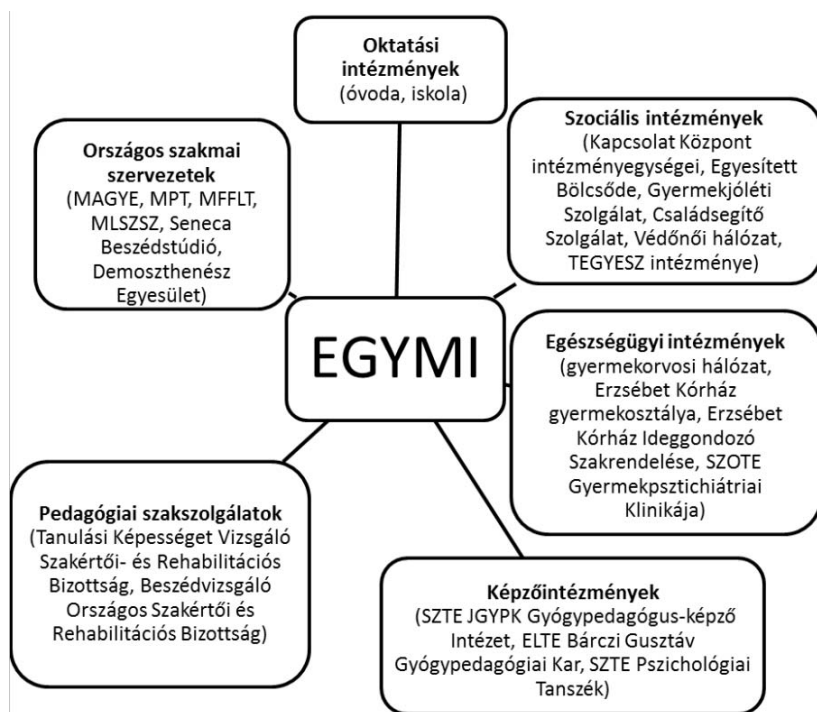 Oktatási
intézmények
(óvoda, iskola)
Országos szakmai
szervezetek
(MAGYE, MPT, MFFLT,
MLSZSZ, Seneca
Beszédstúdió,
Demoszthenész
Egyesület)
Szociális intézmények
(Kapcsolat Központ
intézményegységei, Egyesített
Bölcsőde, Gyermekjóléti
Szolgálat, Családsegítő
Szolgálat, Védőnői hálózat,
TEGYESZ intézménye)
EGYMI
Egészségügyi intézmények
(gyermekorvosi hálózat,
Erzsébet Kórház
gyermekosztálya, Erzsébet
Kórház Ideggondozó
Szakrendelése, SZOTE
Gyermekpsztichiátriai
Klinikája)
Pedagógiai szakszolgálatok
(Tanulási Képességet Vizsgáló
Szakértői- és Rehabilitációs
Bizottság, Beszédvizsgáló
Országos Szakértői és
Rehabilitációs Bizottság)
Képzőintézmények
(SZTE JGYPK Gyógypedagógus-képző
Intézet, ELTE Bárczi Gusztáv
Gyógypedagógiai Kar, SZTE Pszichológiai
Tanszék)